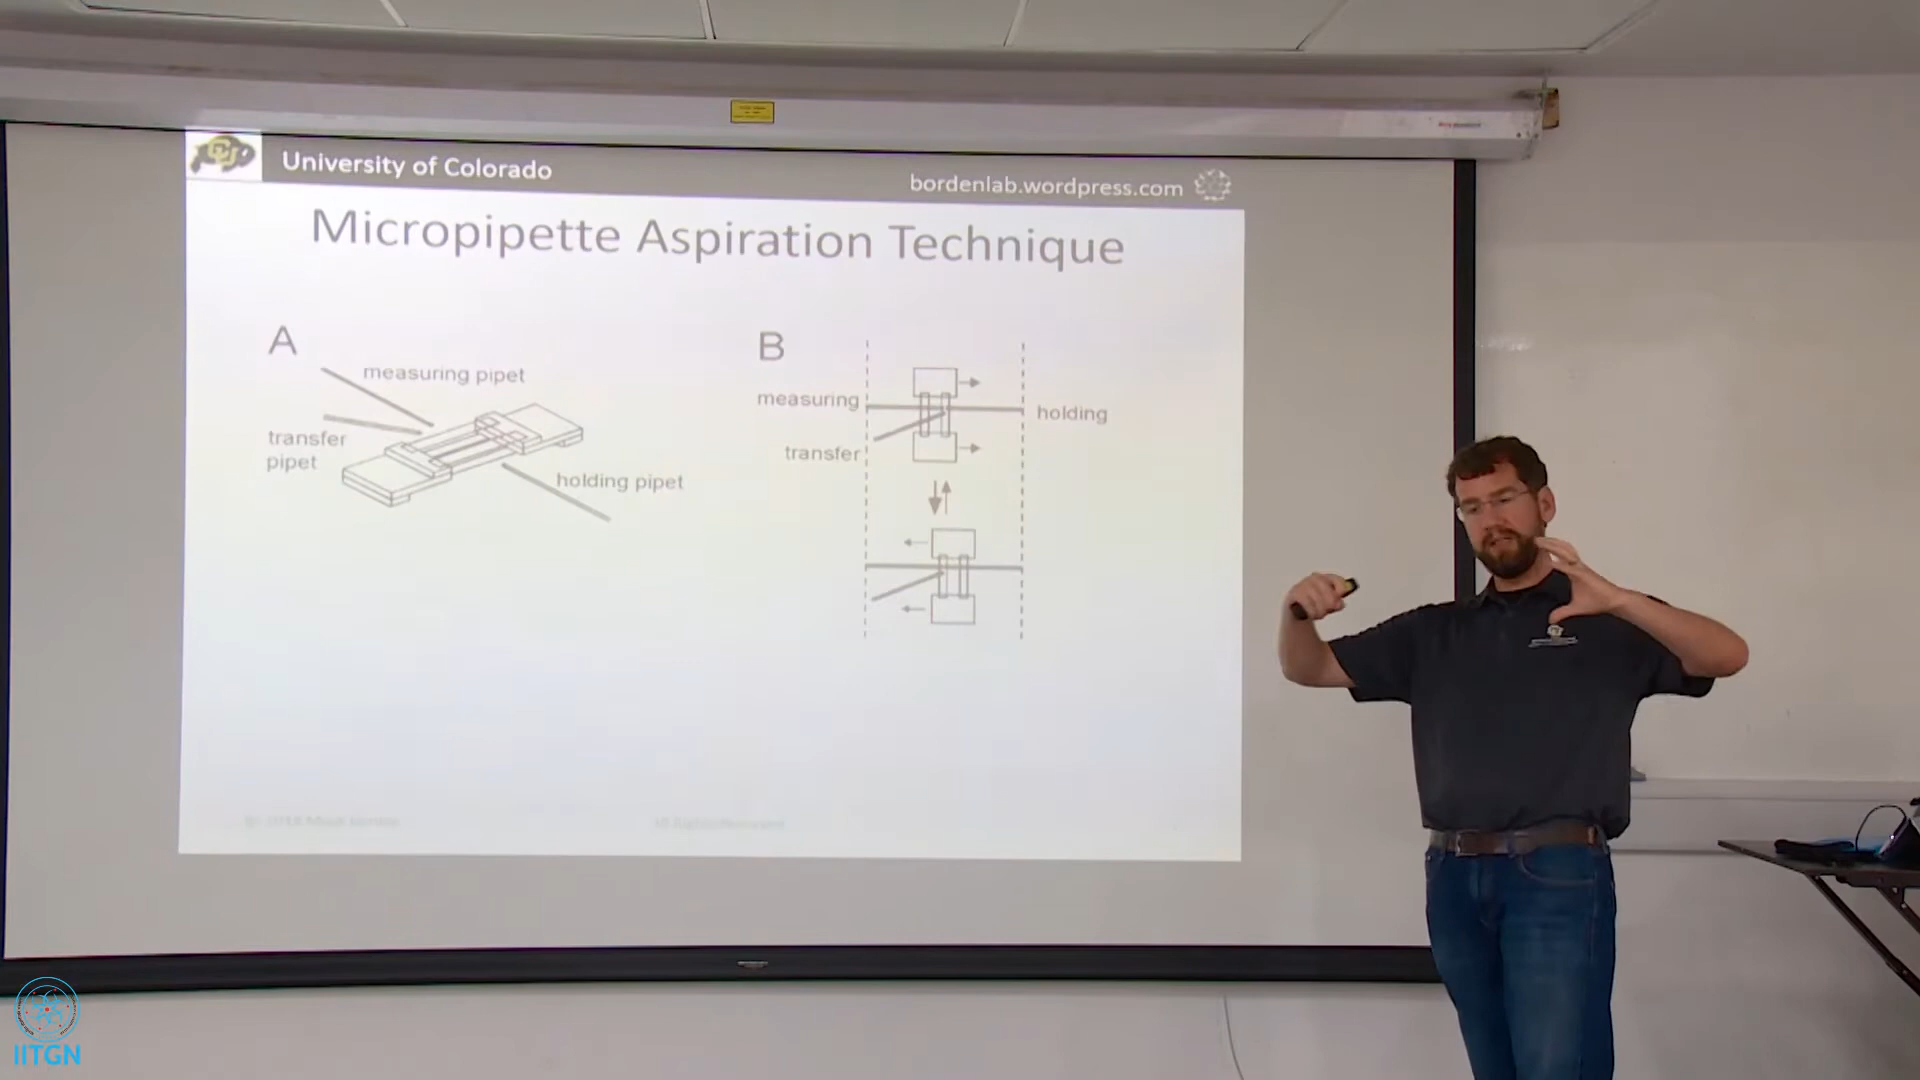 CU
University of Colorado
bordenlab.wordpress.com
Micropipette Aspiration Technique
A
measuring pipet
transfer
pipet
holding pipet
B
measuring
holding
transfer
IITGN